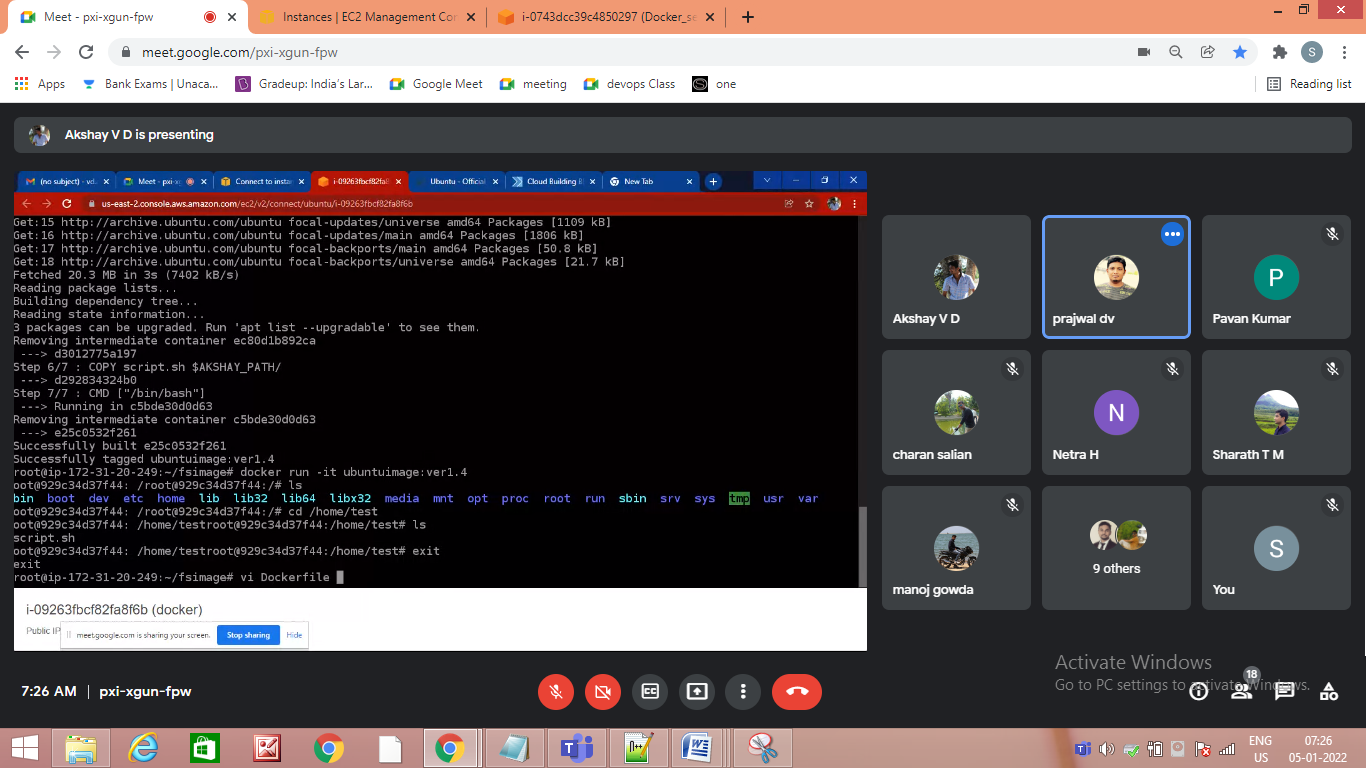 Meet - pxi-xgun-fpw
Instances | EC2 Management Con
i-0743dcc39c4850297 (Docker_se
meet.google.com/pxi-xgun-fpw
S
Apps
Bank Exams | Unaca...
Gradeup: India's Lar...
Google Meet
meeting
devops Class
one
Reading list
Akshay V D is presenting
(no subject) - vd.
Meet - pxi-x
Connect to instan
i-09263fbcf82fa8
Ubuntu - Official
Cloud Building B
New Tab
us-east-2.console.aws.amazon.com/ec2/v2/connect/ubuntu/i-09263fbcf82fa8f6b
Get:15 http://archive.ubuntu.com/ubuntu focal-updates/universe amd64 Packages [1109 kB]
Get:16 http://archive.ubuntu.com/ubuntu focal-updates/main amd64 Packages [1806 kB]
Get:17 http://archive.ubuntu.com/ubuntu focal-backports/main amd64 Packages [50.8 kB]
Get:18 http://archive.ubuntu.com/ubuntu focal-backports/universe amd64 Packages [21.7 kB]
Fetched 20.3 MB in 3s (7402 kB/s)
Reading package lists...
Building dependency tree...
Reading state information...
3 packages can be upgraded. Run 'apt list --upgradable' to see them.
Removing intermediate container ec80d1b892ca
---> d3012775a197
Step 6/7 : COPY script.sh $AKSHAY_PATH/
---> d292834324b0
Step 7/7 : CMD ["/bin/bash"]
---> Running in c5bde30d0d63
Removing intermediate container c5bde30d0d63
---> e25c0532f261
Successfully built e25c0532f261
Successfully tagged ubuntuimage:ver1.4
root@ip-172-31-20-249:~/fsimage# docker run -it ubuntuimage:ver1.4
root@929c34d37f44: /root@929c34d37f44:/# ls
bin boot dev etc home lib lib32 lib64 libx32 media mnt opt proc root run sbin srv sys tmp usr var
root@929c34d37f44: /root@929c34d37f44:/# cd /home/test
root@929c34d37f44: /home/testroot@929c34d37f44:/home/test# ls
script.sh
root@929c34d37f44: /home/testroot@929c34d37f44:/home/test# exit
exit
root@ip-172-31-20-249:~/fsimage# vi Dockerfile
i-09263fbcf82fa8f6b (docker)
Public IP
meet.google.com is sharing your screen.
Stop sharing
Hide
Akshay V D
prajwal dv
P
Pavan Kumar
charan salian
N
Netra H
Sharath T M
manoj gowda
9 others
S
You
Activate Windows
Go to PC settings to activate Windows.
7:26 AM | pxi-xgun-fpw
CC
18
ENG
US
07:26
05-01-2022